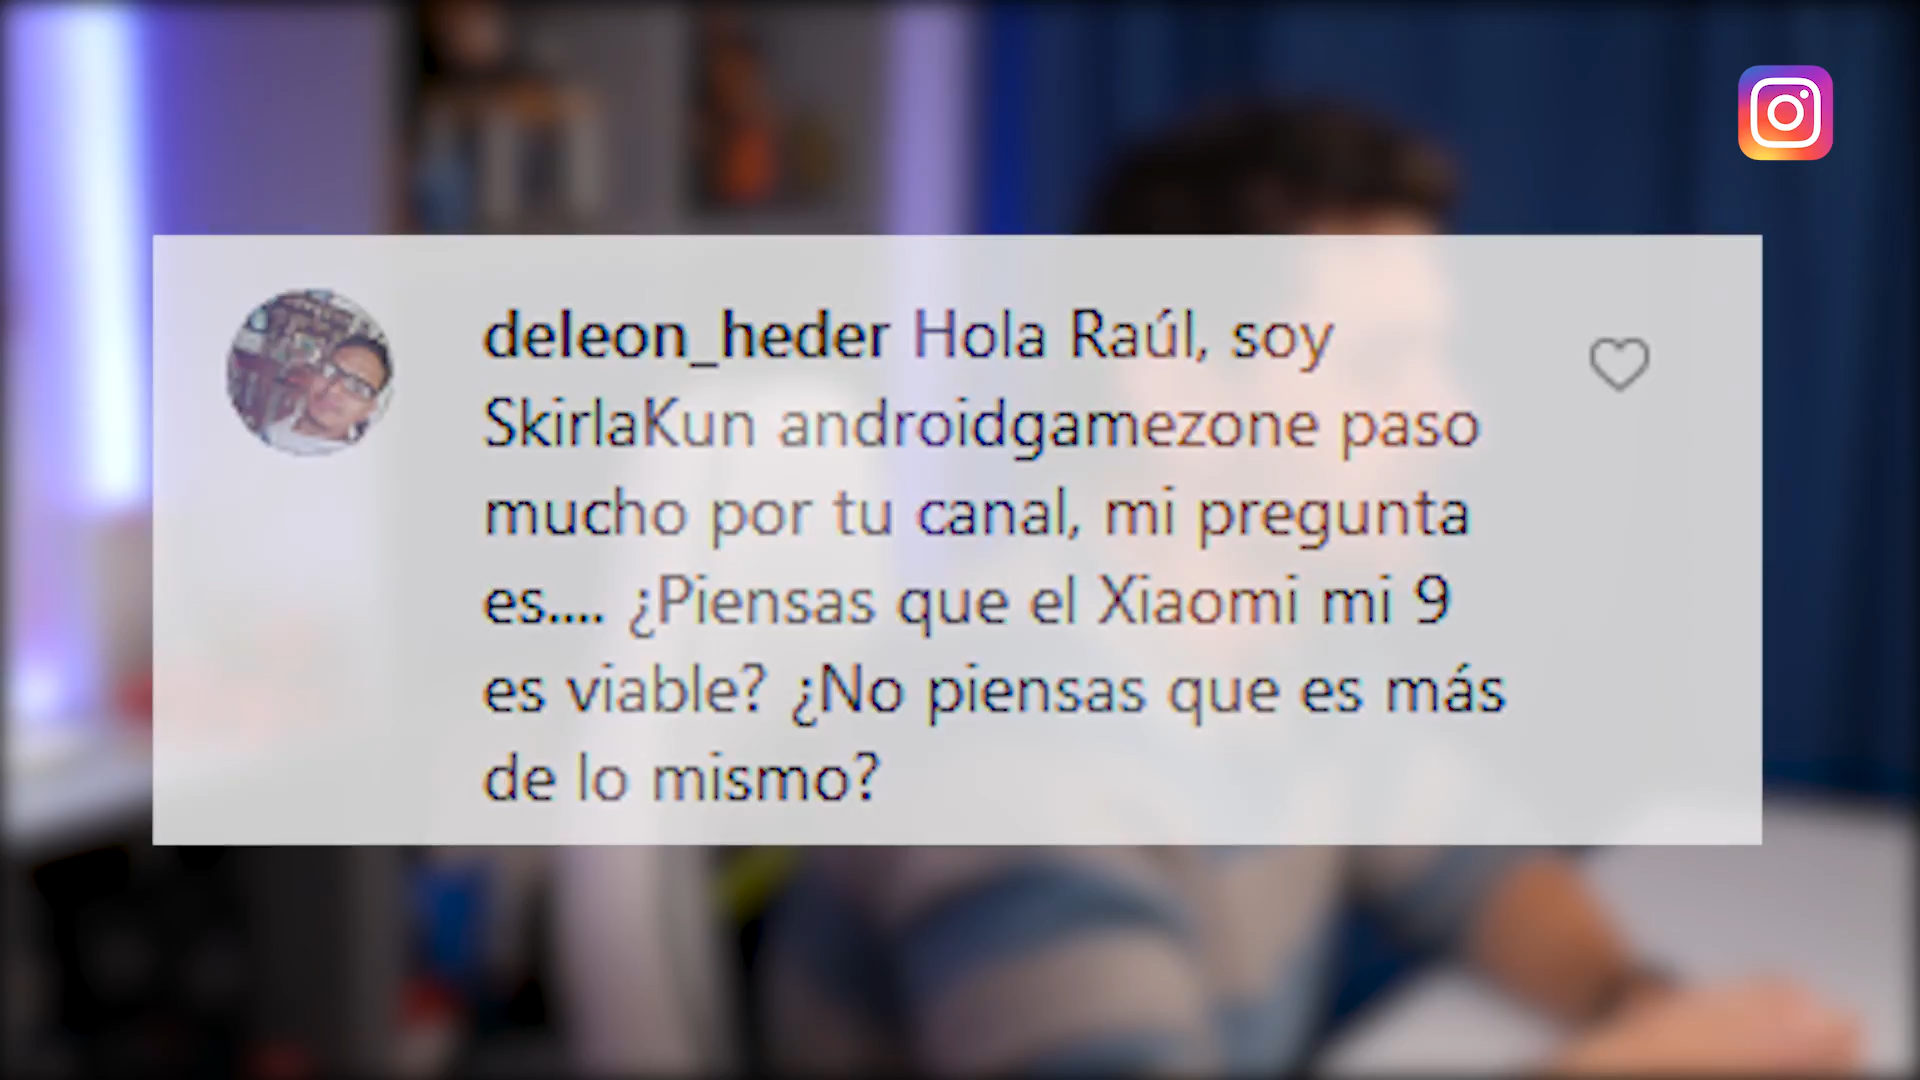 deleon_heder Hola Raúl, soy
SkirlaKun androidgamezone paso
mucho por tu canal, mi pregunta
es.... ¿Piensas que el Xiaomi mi 9
es viable? ¿No piensas que es más
de lo mismo?